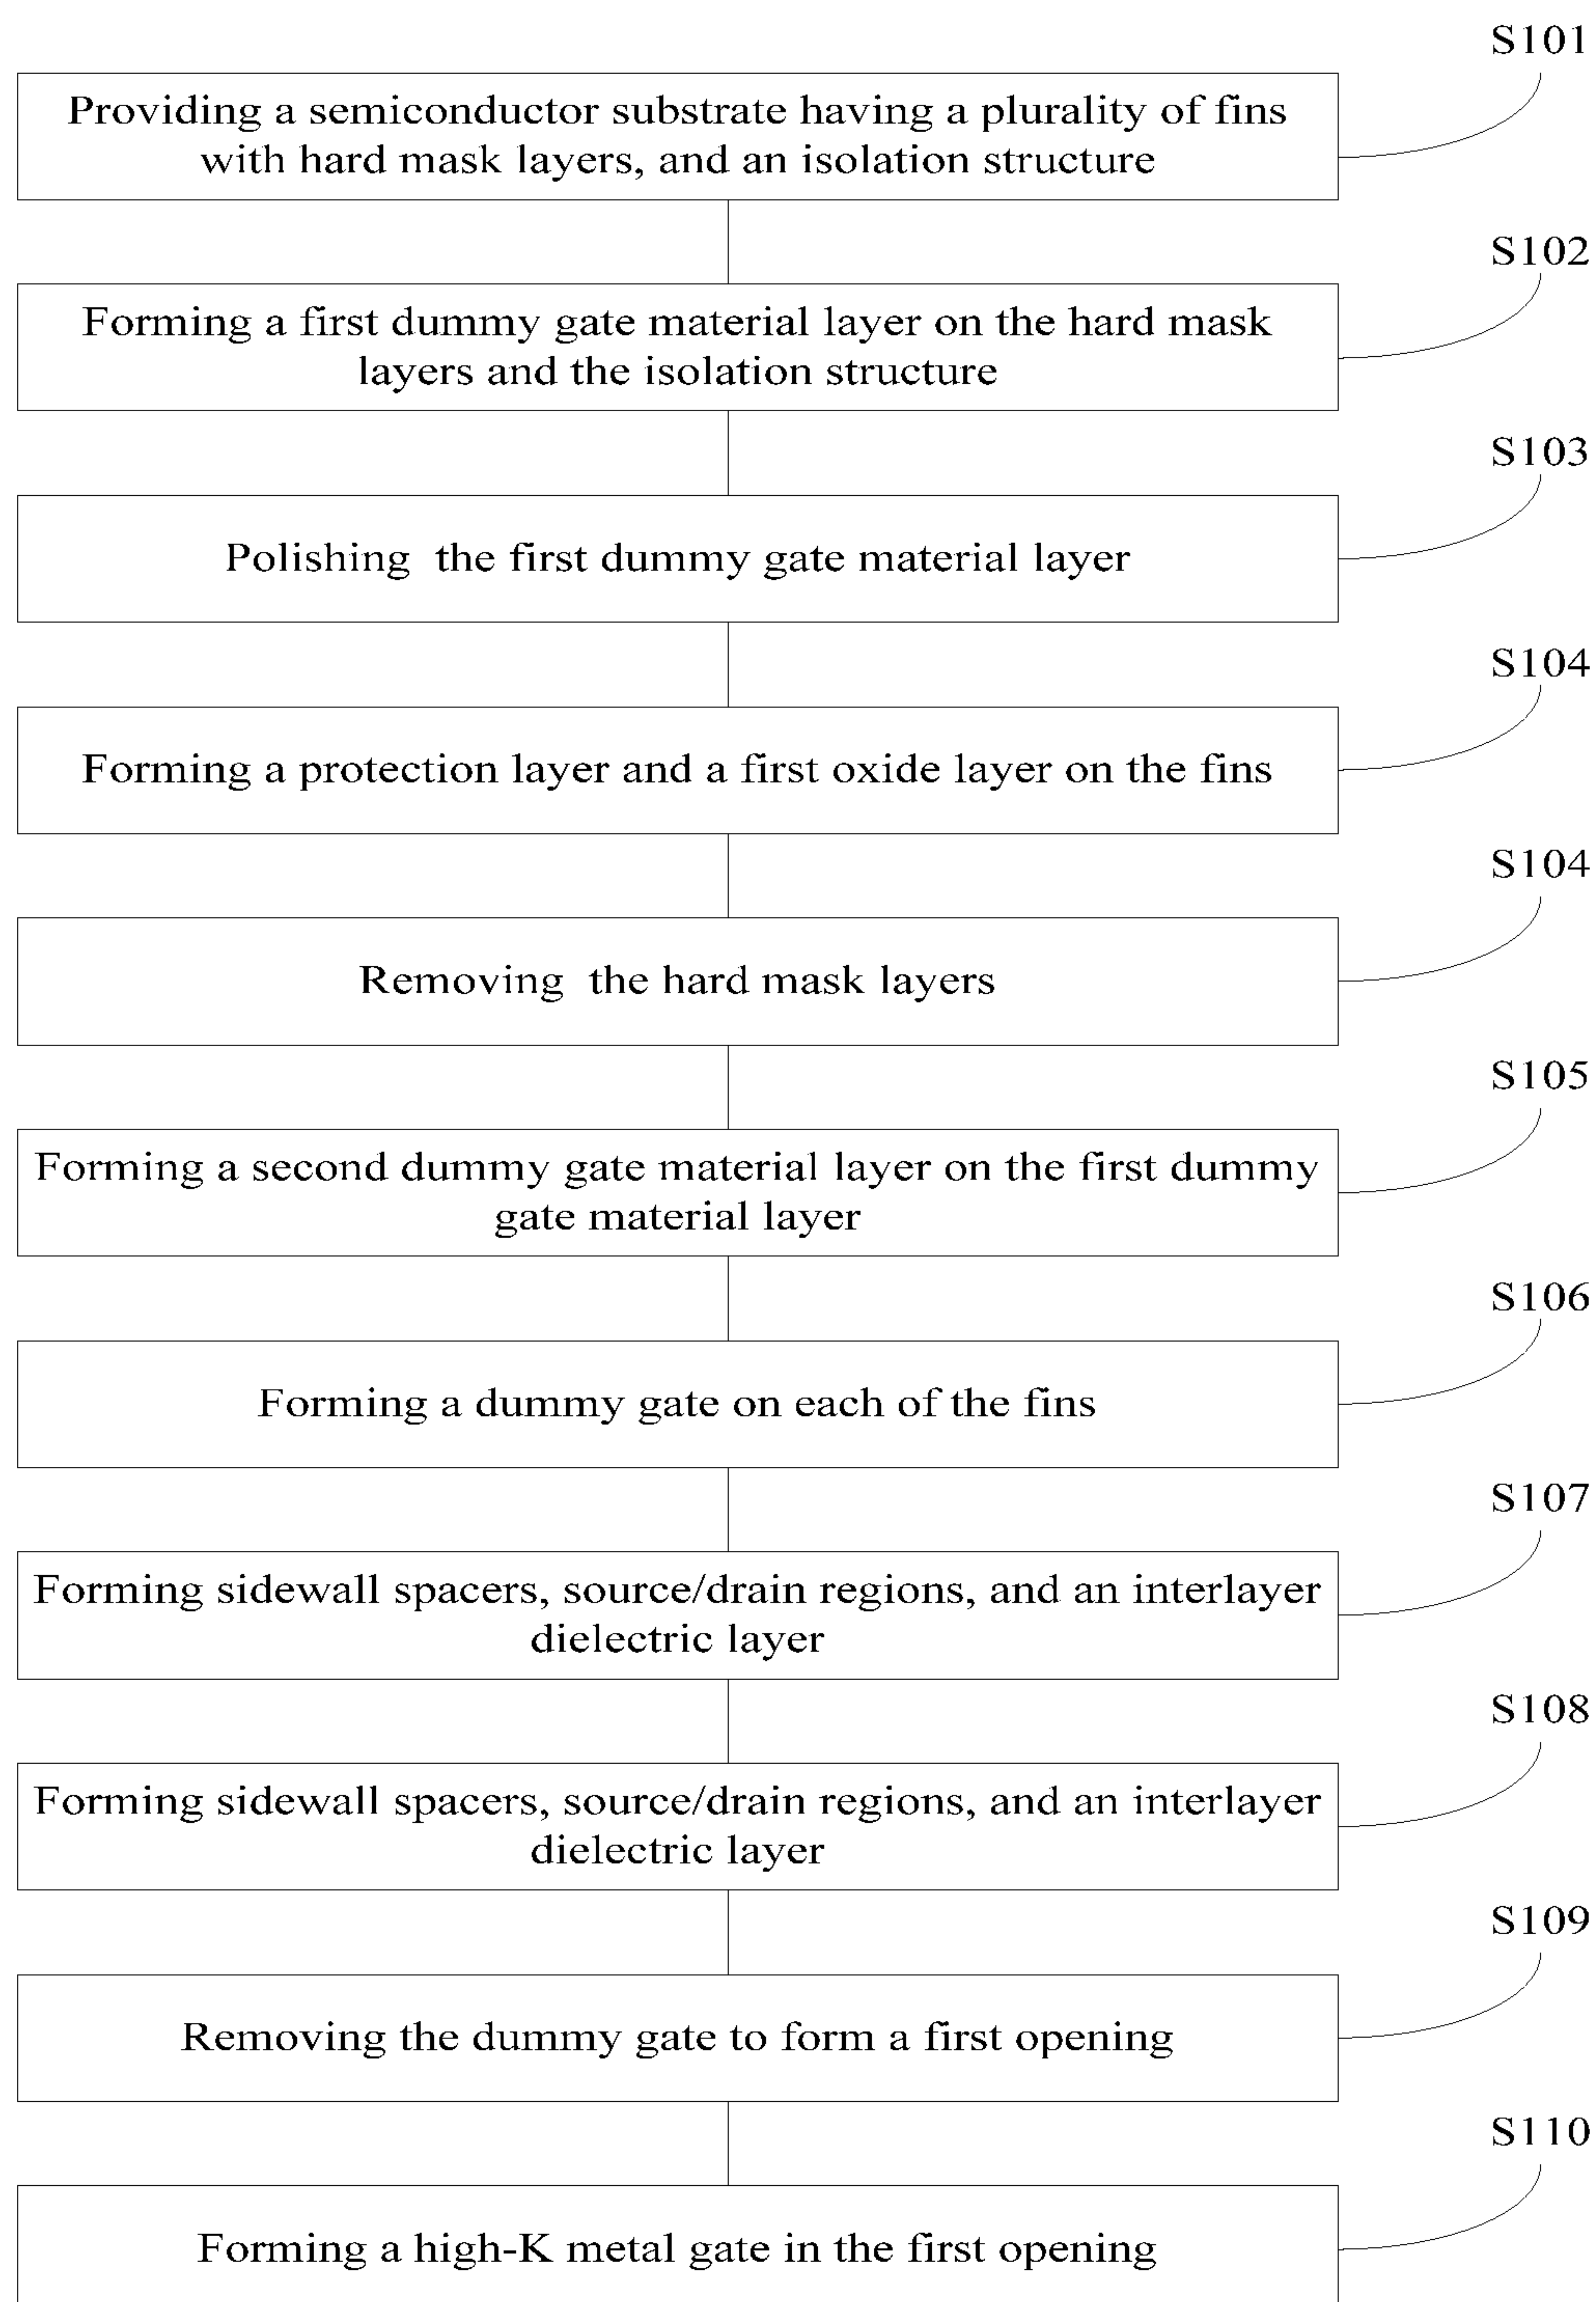 S101
Providing a semiconductor substrate having a plurality of fins
with hard mask layers, and an isolation structure
S102
Forming a first dummy gate material layer on the hard mask
layers and the isolation structure
S103
Polishing the first dummy gate material layer
S104
Forming a protection layer and a first oxide layer on the fins
S104
Removing the hard mask layers
S105
Forming a second dummy gate material layer on the first dummy
gate material layer
S106
Forming a dummy gate on each of the fins
S107
Forming sidewall spacers, source/drain regions, and an interlayer
dielectric layer
S108
Forming sidewall spacers, source/drain regions, and an interlayer
dielectric layer
S109
Removing the dummy gate to form a first opening
S110
Forming a high-K metal gate in the first opening